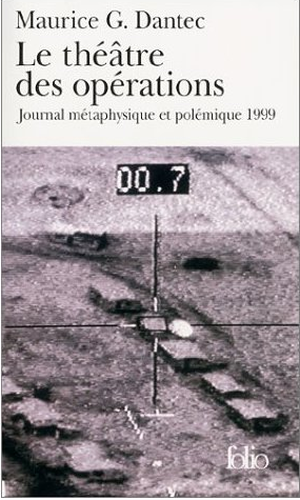 Maurice G. Dantec
Le théâtre
des opérations
Journal métaphysique et polémique 1999
00.7
folio